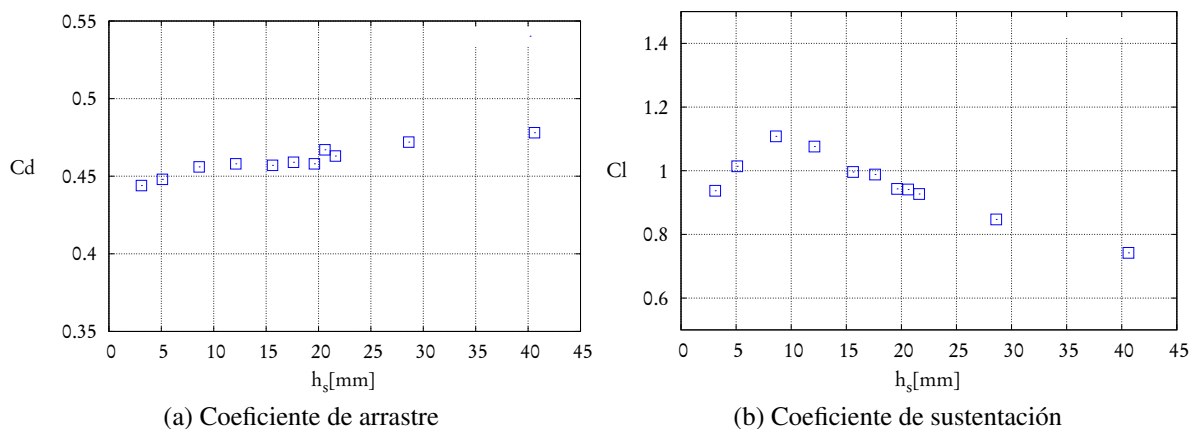 0.55
0.5
Cd
0.45
0.4
0.35
0 5 10 15 20 25 30 35 40 45
h_s[mm]
(a) Coeficiente de arrastre
1.4
1.2
Cl
1
0.8
0.6
0 5 10 15 20 25 30 35 40 45
h_s[mm]
(b) Coeficiente de sustentación